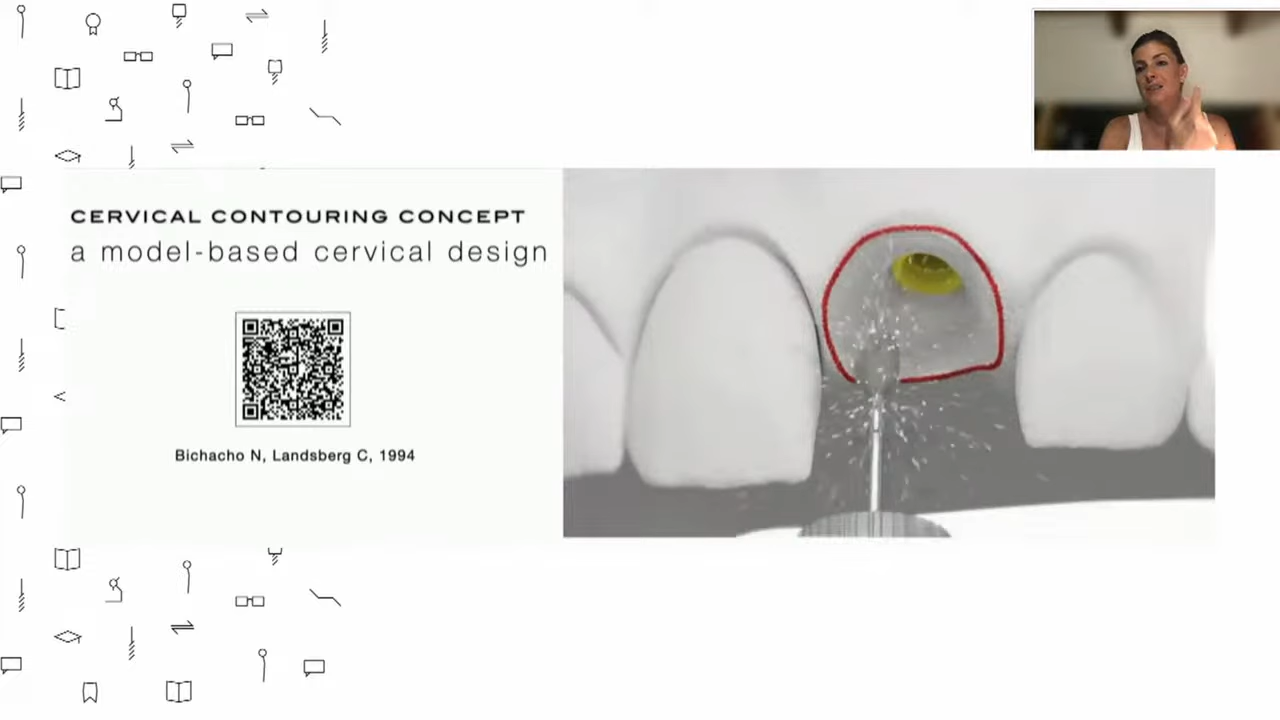 CERVICAL CONTOURING CONCEPT
a model-based cervical design
Bichacho N, Landsberg C, 1994